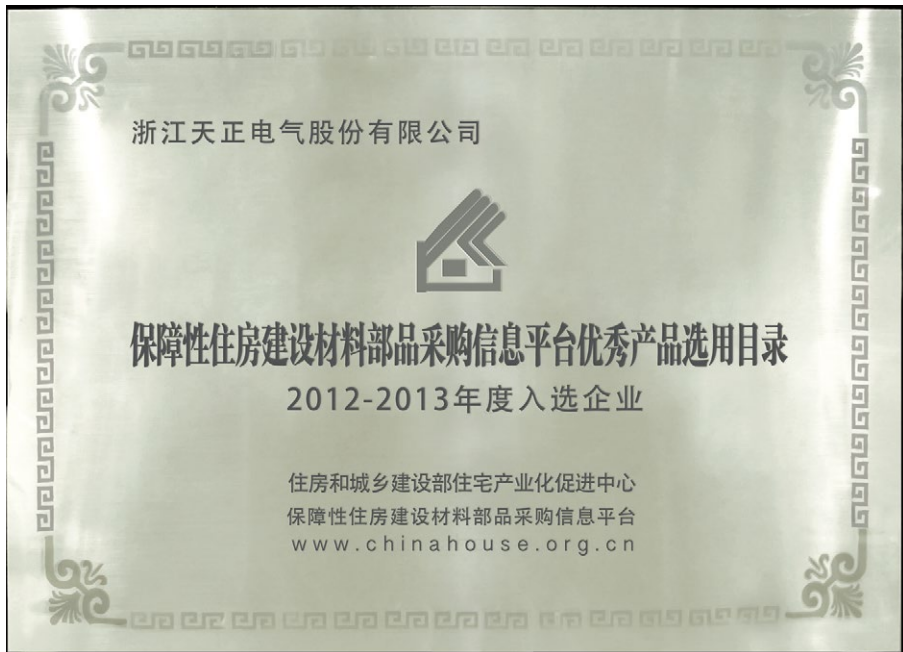 浙江天正电气股份有限公司
保障性住房建设材料部品采购信息平台优秀产品选用目录
2012-2013年度入选企业
住房和城乡建设部住宅产业化促进中心
保障性住房建设材料部品采购信息平台
www.chinahouse.org.cn